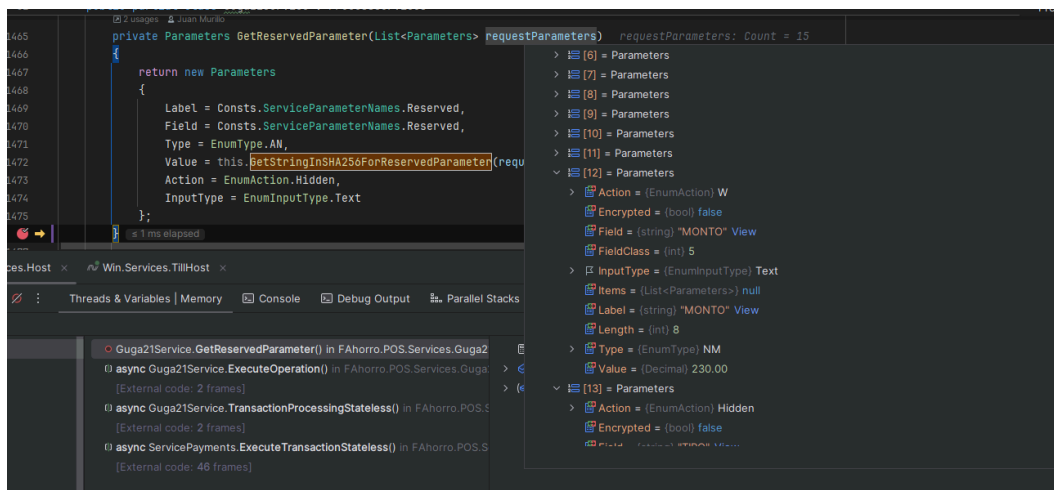 2 usages Juan Murillo
1465 private Parameters GetReservedParameter(List<Parameters> requestParameters) requestParameters: Count = 15
1466 {
1467 return new Parameters
1468 {
1469 Label = Consts.ServiceParameterNames.Reserved,
1470 Field = Consts.ServiceParameterNames.Reserved,
1471 Type = EnumType.AN,
1472 Value = this.GetStringInSHA256ForReservedParameter(requ
1473 Action = EnumAction.Hidden,
1474 InputType = EnumInputType.Text
1475 };
} ≤ 1 ms elapsed
[6] = Parameters
[7] = Parameters
[8] = Parameters
[9] = Parameters
[10] = Parameters
[11] = Parameters
[12] = Parameters
Action = {EnumAction} W
Encrypted = {bool} false
Field = {string} "MONTO" View
FieldClass = {int} 5
InputType = {EnumInputType} Text
Items = {List<Parameters>} null
Label = {string} "MONTO" View
Length = {int} 8
Type = {EnumType} NM
Value = {Decimal} 230.00
[13] = Parameters
Action = {EnumAction} Hidden
Encrypted = {bool} false
ces.Host × Win.Services.TillHost ×
Threads & Variables | Memory Console Debug Output Parallel Stacks
Guga21Service.GetReservedParameter() in FAhorro.POS.Services.Guga2
async Guga21Service.ExecuteOperation() in FAhorro.POS.Services.Guga
[External code: 2 frames]
async Guga21Service.TransactionProcessingStateless() in FAhorro.POS.S
[External code: 2 frames]
async ServicePayments.ExecuteTransactionStateless() in FAhorro.POS.S
[External code: 46 frames]